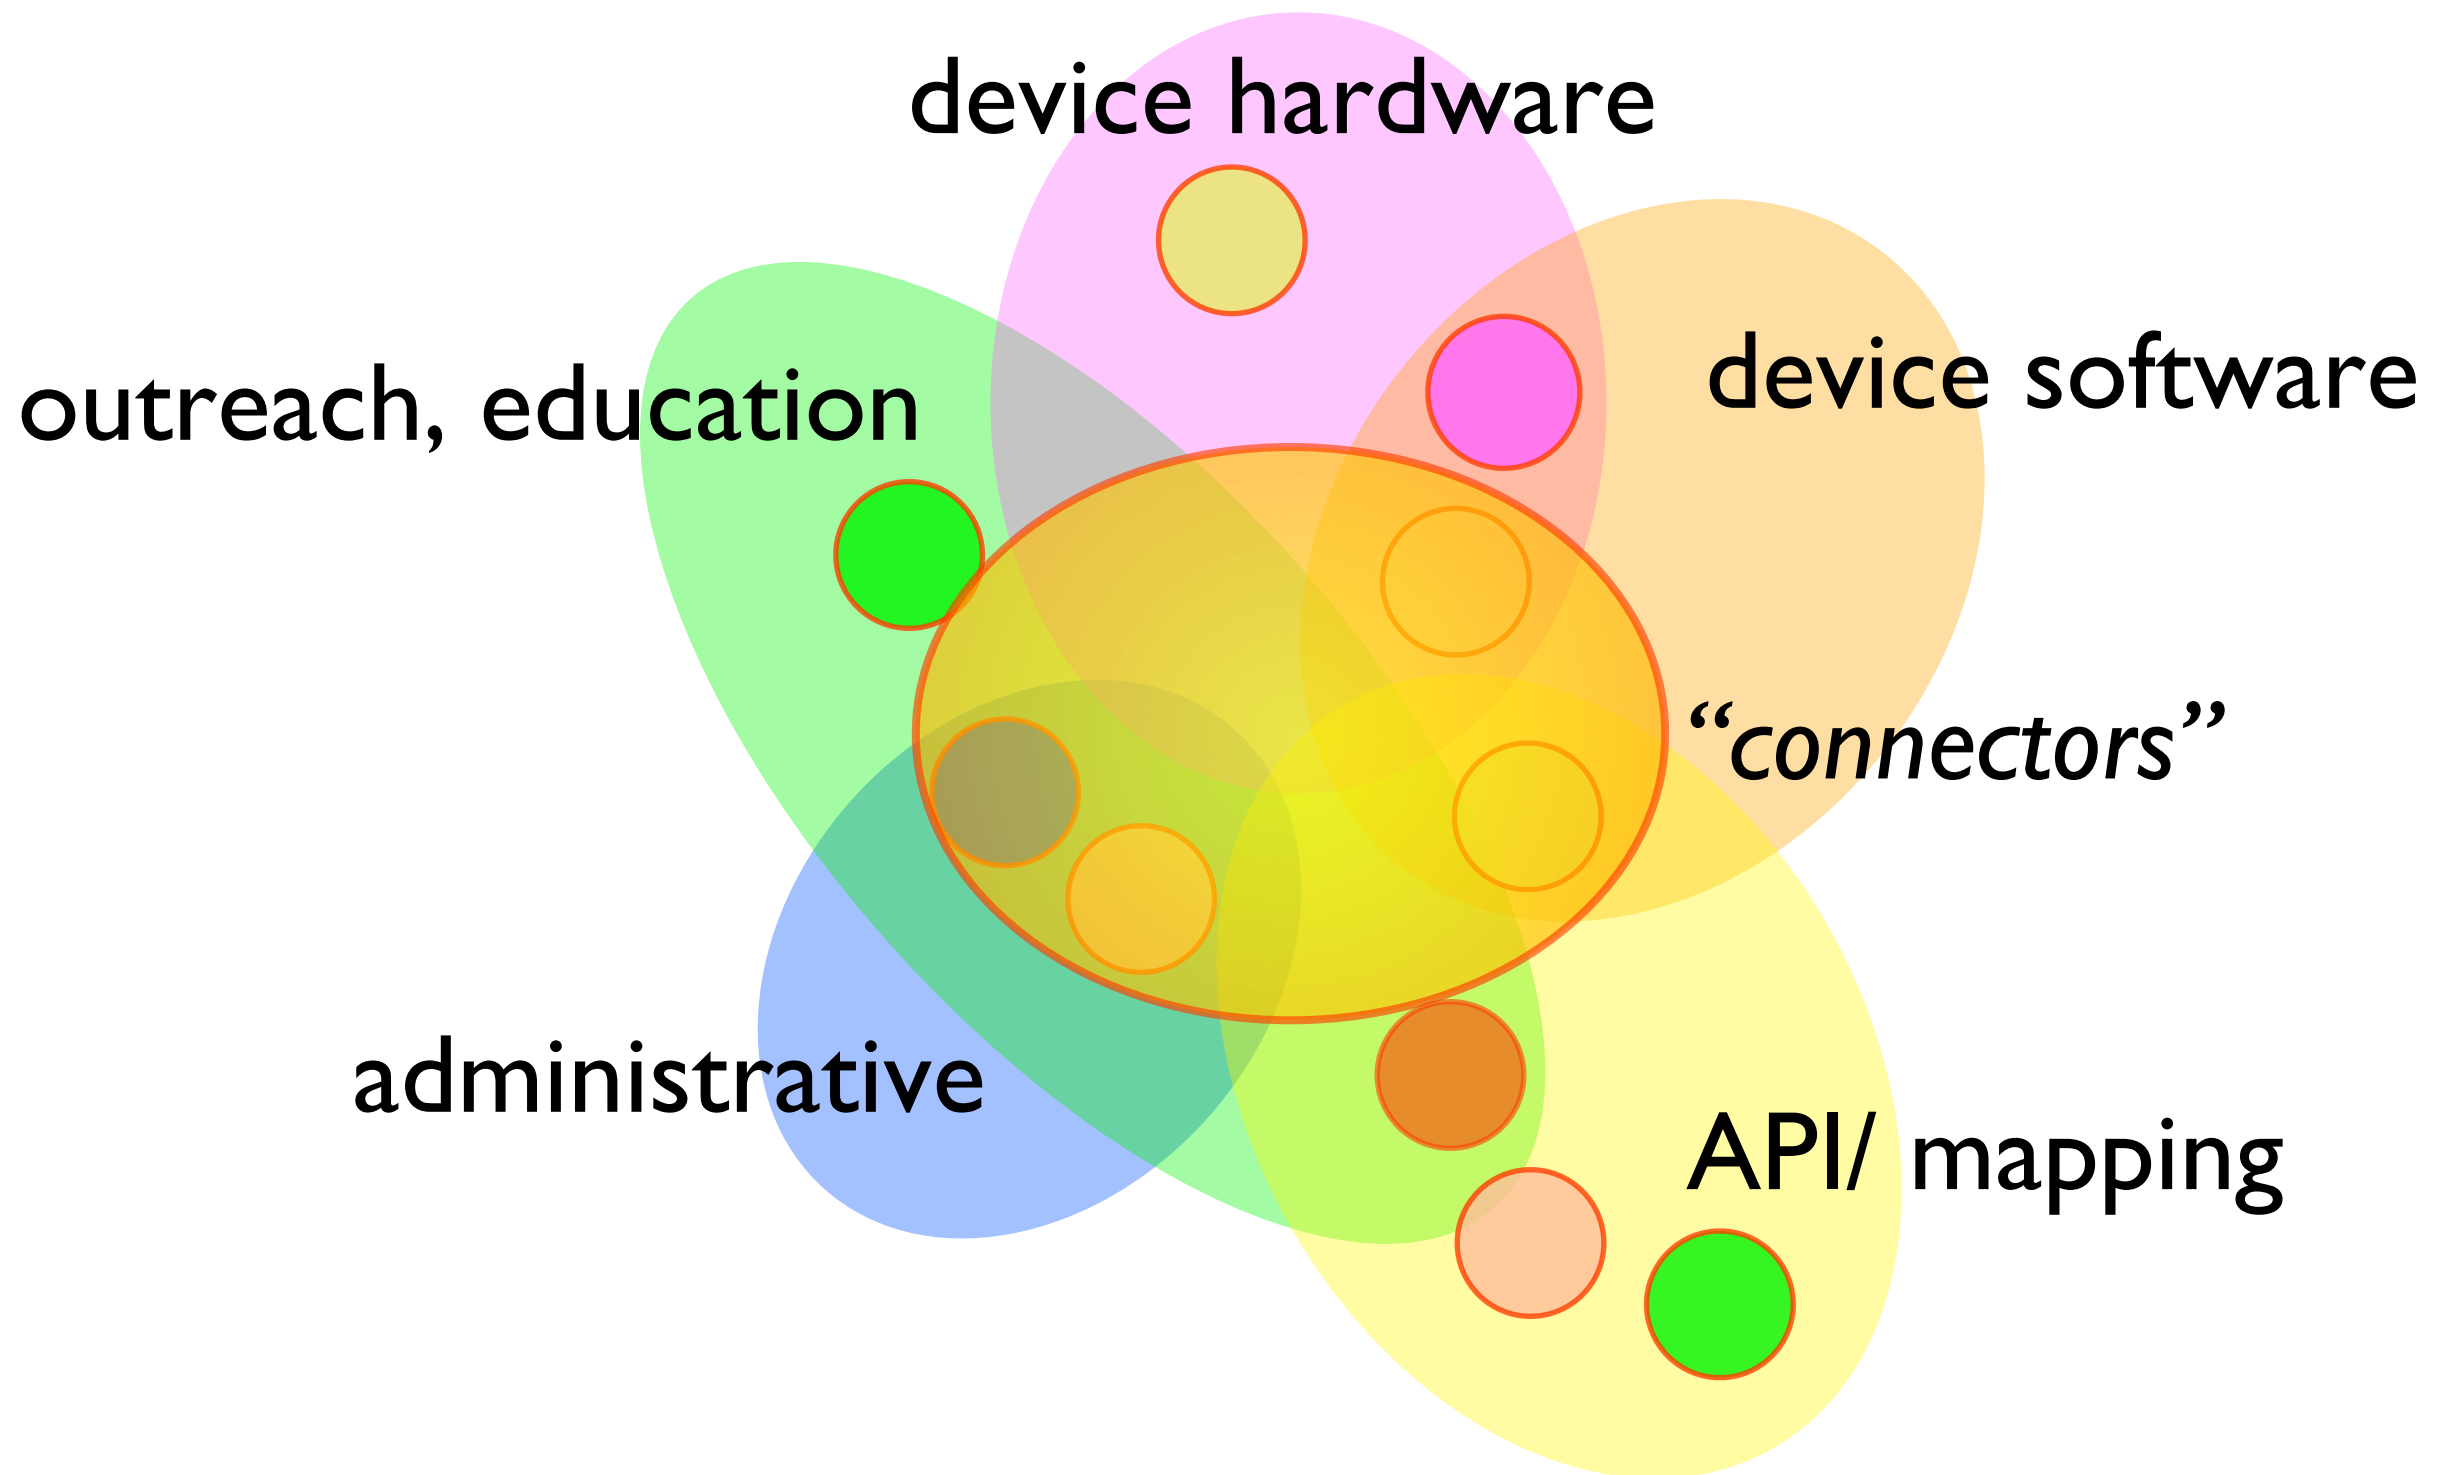 device hardware
device software
outreach, education
“connectors”
administrative
API/ mapping